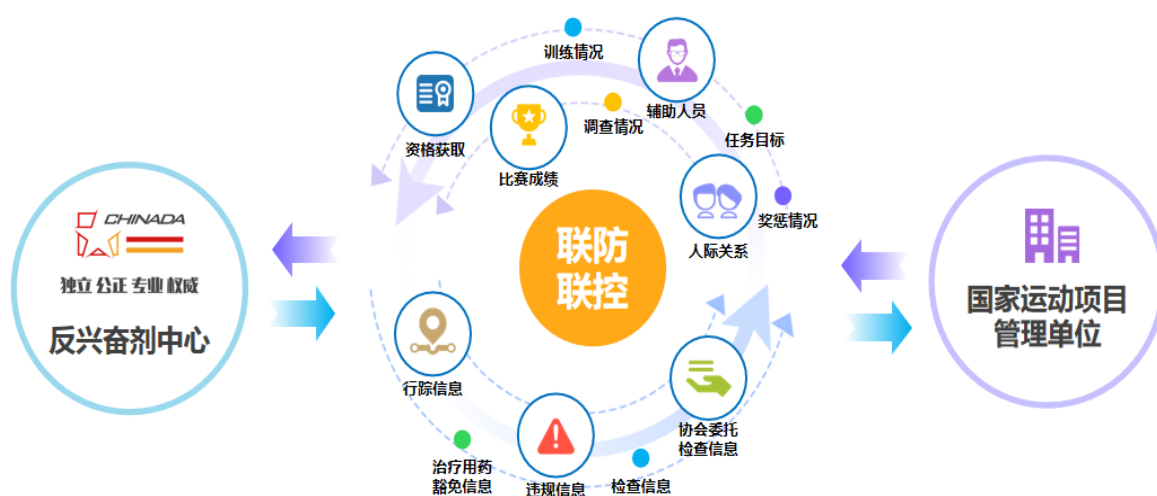 CHINADA
独立 公正 专业 权威
反兴奋剂中心
训练情况
辅助人员
资格获取
调查情况
任务目标
比赛成绩
奖惩情况
人际关系
联防
联控
行踪信息
协会委托
检查信息
治疗用药
豁免信息
违规信息
检查信息
国家运动项目
管理单位